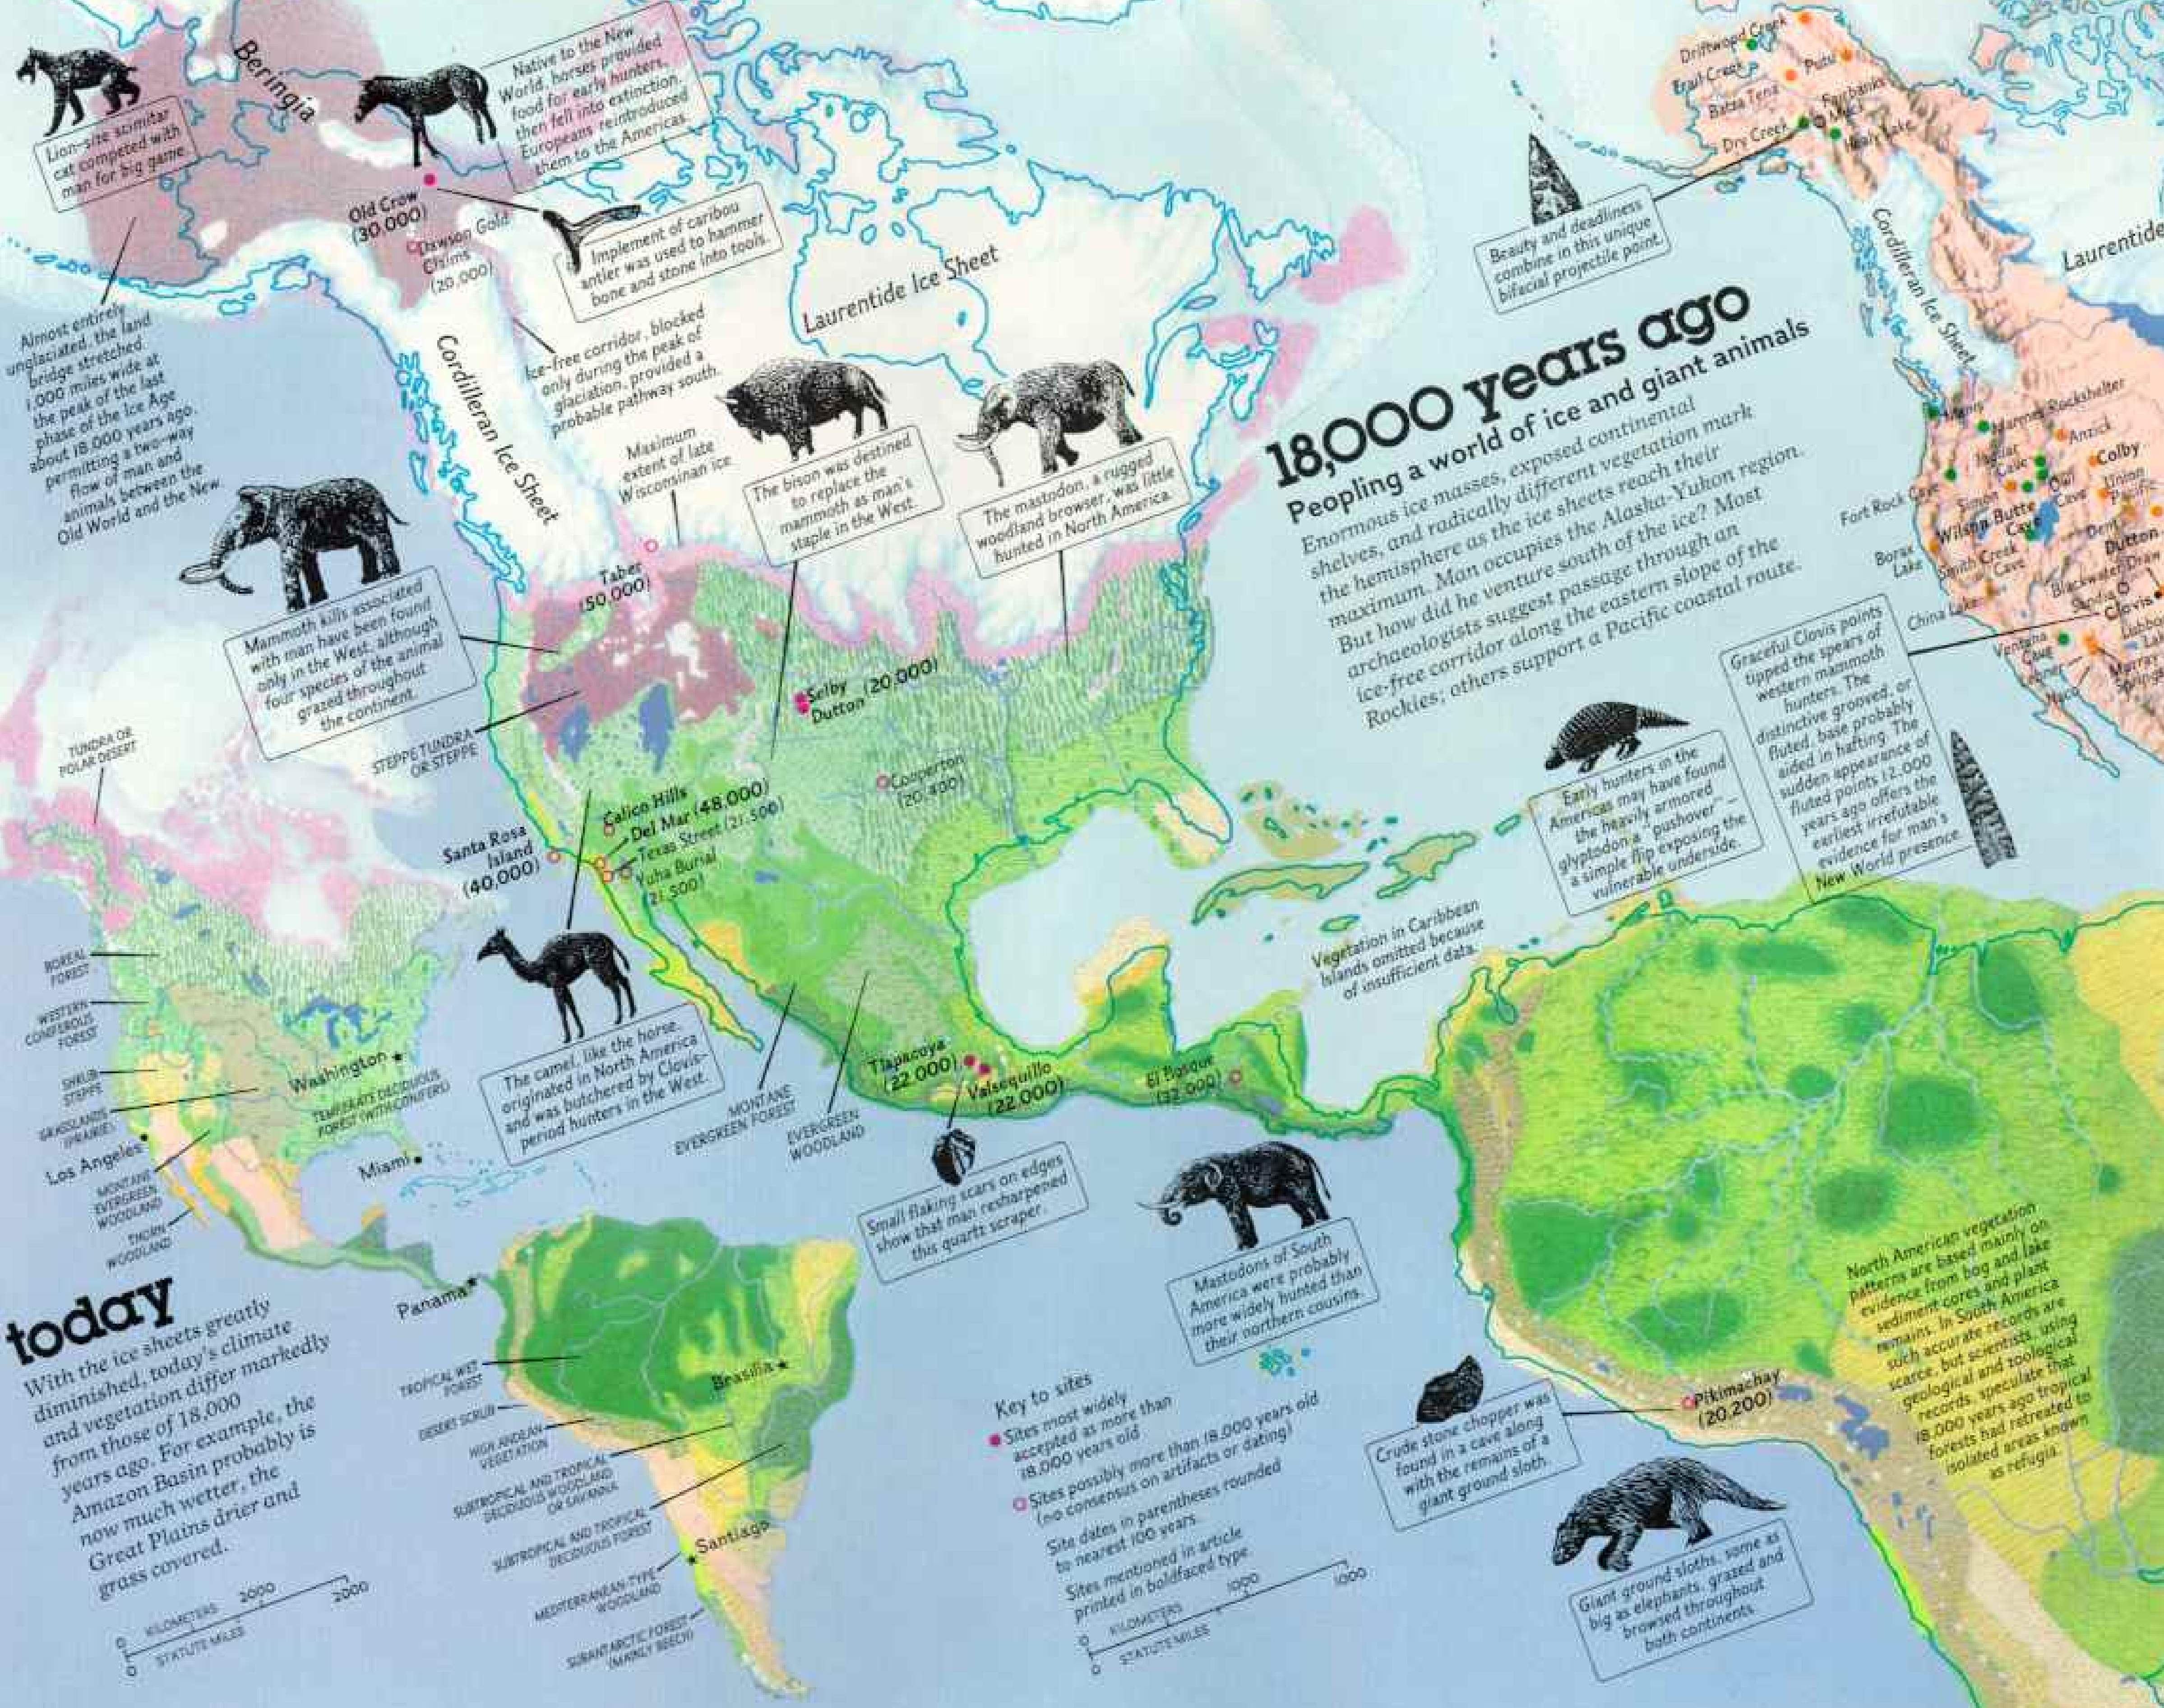 Beringia
Lion-size scimitar
cat competed with
man for big game.
Native to the New
World, horses provided
food for early hunters,
then fell into extinction.
Europeans reintroduced
them to the Americas.
Old Crow
(30,000)
Dawson Gold
Claims
(20,000)
Implement of caribou
antler was used to hammer
bone and stone into tools.
Almost entirely
unglaciated, the land
bridge stretched
1,000 miles wide at
the peak of the last
phase of the Ice Age
about 18,000 years ago,
permitting a two-way
flow of man and
animals between the
Old World and the New.
Cordilleran Ice Sheet
Laurentide Ice Sheet
Ice-free corridor, blocked
only during the peak of
glaciation, provided a
probable pathway south.
Maximum
extent of late
Wisconsinan ice
The bison was destined
to replace the
mammoth as man's
staple in the West.
The mastodon, a rugged
woodland browser, was little
hunted in North America.
Mammoth kills associated
with man have been found
only in the West, although
four species of the animal
grazed throughout
the continent.
Taber
(50,000)
STEPPE TUNDRA
OR STEPPE
Selby
Dutton (20,000)
Cooperton
(20,400)
Calico Hills
Del Mar (48,000)
Texas Street (21,500)
Yuha Burial
(21,500)
Santa Rosa
Island
(40,000)
The camel, like the horse,
originated in North America
and was butchered by Clovis-
period hunters in the West.
MONTANE
EVERGREEN FOREST
EVERGREEN
WOODLAND
Tlapacoya
(22,000)
Valsequillo
(22,000)
El Bosque
(32,000)
Small flaking scars on edges
show that man resharpened
this quartz scraper.
Mastodons of South
America were probably
more widely hunted than
their northern cousins.
18,000 years ago
Peopling a world of ice and giant animals
Enormous ice masses, exposed continental
shelves, and radically different vegetation mark
the hemisphere as the ice sheets reach their
maximum. Man occupies the Alaska-Yukon region.
But how did he venture south of the ice? Most
archaeologists suggest passage through an
ice-free corridor along the eastern slope of the
Rockies; others support a Pacific coastal route.
Early hunters in the
Americas may have found
the heavily armored
glyptodon a "pushover"—
a simple flip exposing the
vulnerable underside.
Vegetation in Caribbean
Islands omitted because
of insufficient data.
Graceful Clovis points
tipped the spears of
western mammoth
hunters. The
distinctive grooved, or
fluted, base probably
aided in hafting. The
sudden appearance of
fluted points 12,000
years ago offers the
earliest irrefutable
evidence for man's
New World presence.
Beauty and deadliness
combine in this unique
bifacial projectile point.
Driftwood Creek
Trail Creek
Putu
Batza Tena
Fairbanks
Dry Creek
Healy Lake
Cordilleran Ice Sheet
Laurentide
Marmes Rockshelter
Anzick
Jaguar
Cave
Colby
Fort Rock Cave
Simon
Owl
Cave
Union
Pacific
Wilson Butte
Cave
Dent
Dutton
Borax
Lake
Smith Creek
Cave
Blackwater Draw
Sandia
Clovis
China Lake
Ventana
Cave
Lehner
Naco
Murray
Springs
Pikimachay
(20,200)
Crude stone chopper was
found in a cave along
with the remains of a
giant ground sloth.
Giant ground sloths, some as
big as elephants, grazed and
browsed throughout
both continents.
North American vegetation
patterns are based mainly on
evidence from bog and lake
sediment cores and plant
remains. In South America
such accurate records are
scarce, but scientists, using
geological and zoological
records, speculate that
18,000 years ago tropical
forests had retreated to
isolated areas known
as refugia.
Key to sites
Sites most widely
accepted as more than
18,000 years old
Sites possibly more than 18,000 years old
(no consensus on artifacts or dating)
Site dates in parentheses rounded
to nearest 100 years.
Sites mentioned in article
printed in boldfaced type.
0 KILOMETERS 1000
0 STATUTE MILES 1000
TUNDRA OR
POLAR DESERT
BOREAL
FOREST
WESTERN
CONIFEROUS
FOREST
SHRUB
STEPPE
GRASSLANDS
(PRAIRIE)
Los Angeles
MONTANE
EVERGREEN
WOODLAND
THORN
WOODLAND
Washington
TEMPERATE DECIDUOUS
FOREST (WITH CONIFERS)
Miami
Panama
today
With the ice sheets greatly
diminished, today's climate
and vegetation differ markedly
from those of 18,000
years ago. For example, the
Amazon Basin probably is
now much wetter, the
Great Plains drier and
grass covered.
0 KILOMETERS 2000
0 STATUTE MILES 2000
TROPICAL WET
FOREST
DESERT SCRUB
HIGH ANDEAN
VEGETATION
SUBTROPICAL AND TROPICAL
DECIDUOUS WOODLAND
OR SAVANNA
SUBTROPICAL AND TROPICAL
DECIDUOUS FOREST
MEDITERRANEAN-TYPE
WOODLAND
SUBANTARCTIC FOREST
(MAINLY BEECH)
Brasília
Santiago